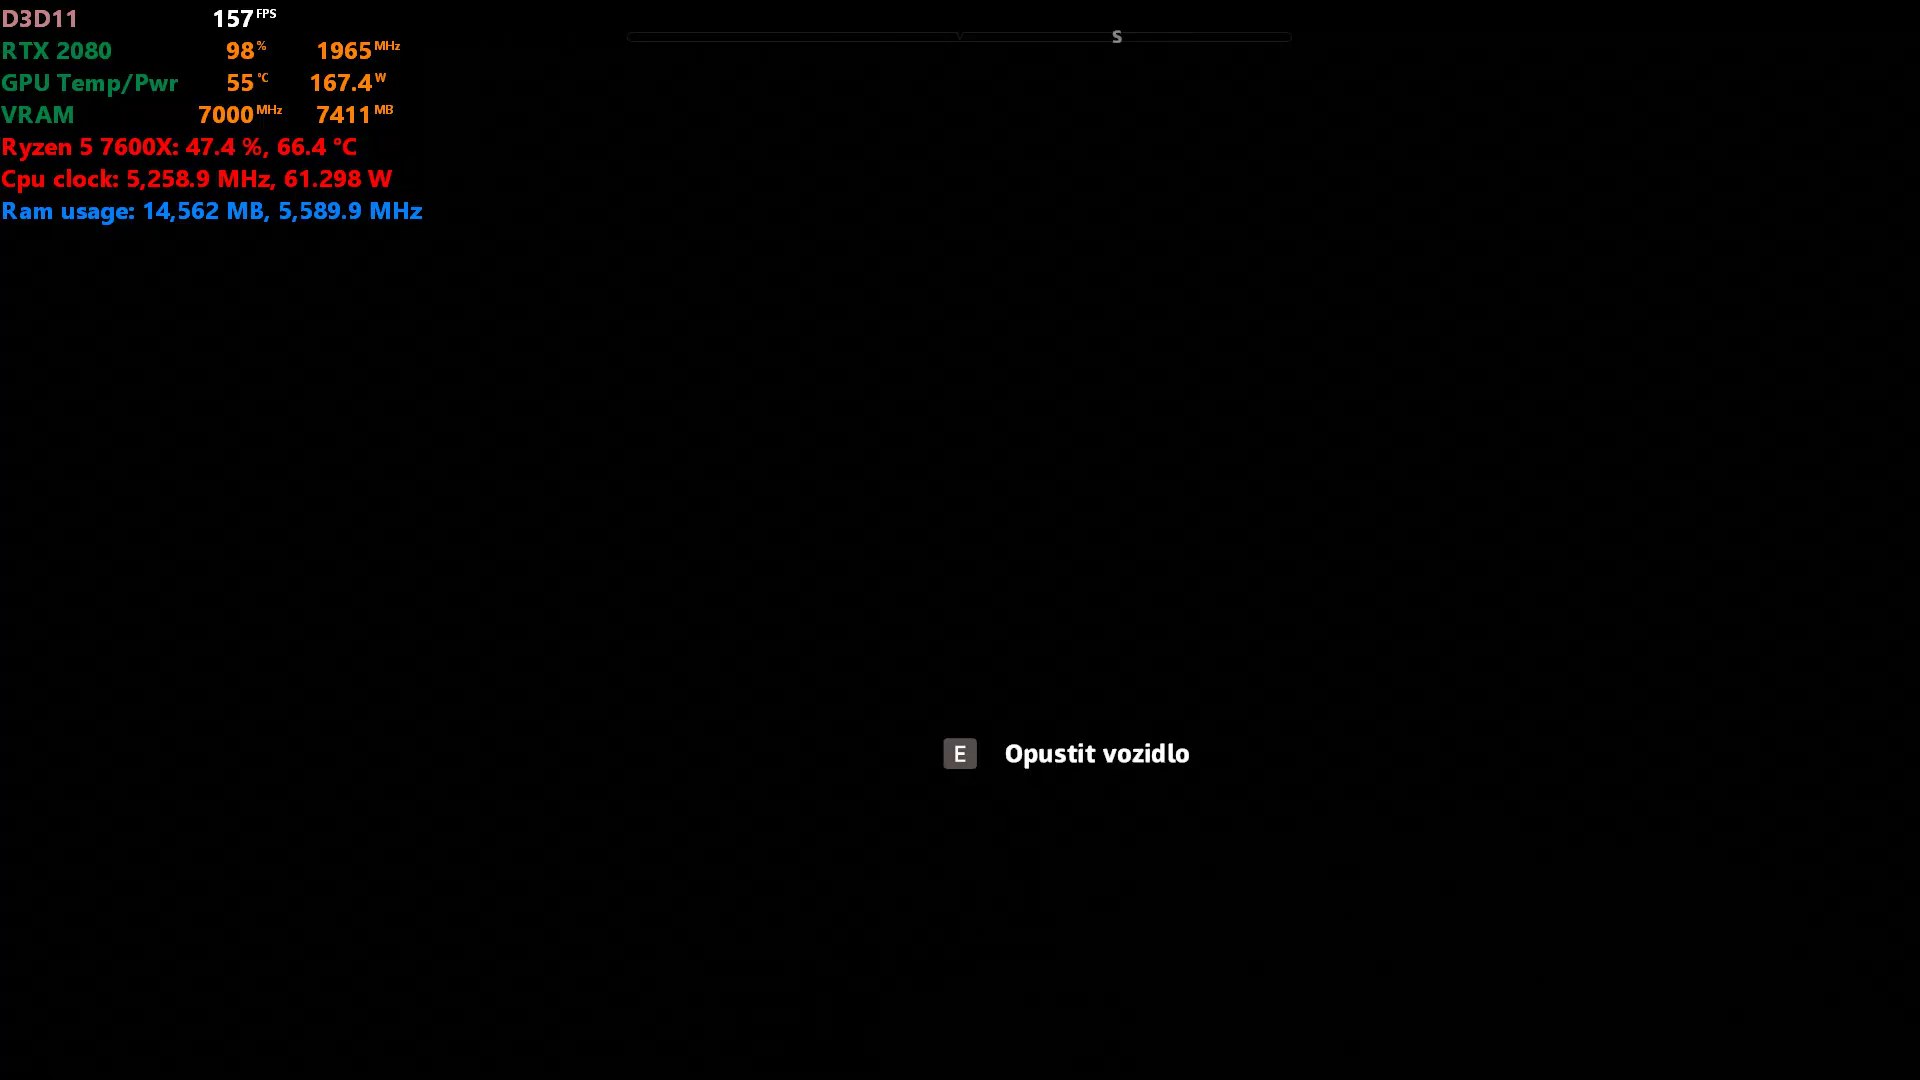 D3D11 157 FPS
S
RTX 2080 98 % 1965 MHz
GPU Temp/Pwr 55 °C 167.4 W
VRAM 7000 MHz 7411 MB
Ryzen 5 7600X: 47.4 %, 66.4 °C
Cpu clock: 5,258.9 MHz, 61.298 W
Ram usage: 14,562 MB, 5,589.9 MHz
E Opustit vozidlo